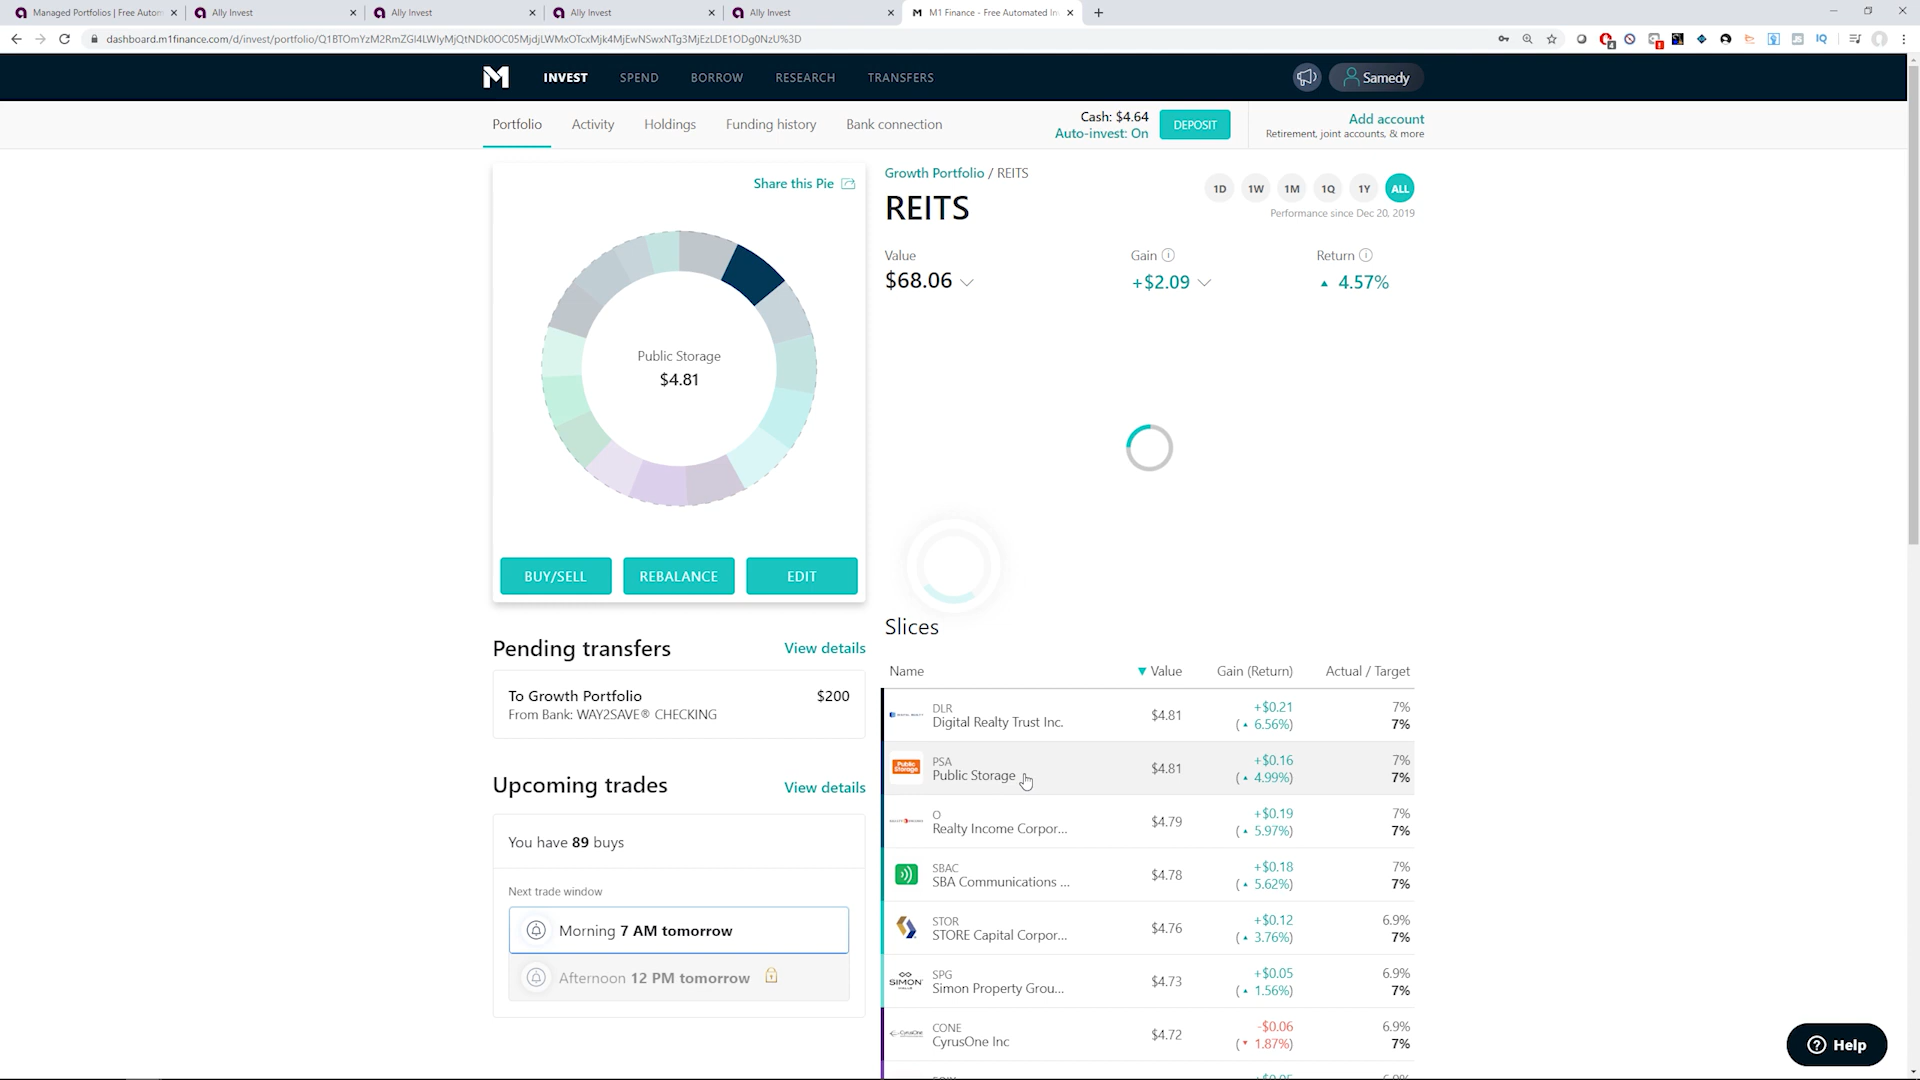 Managed Portfolios | Free Autom
Ally Invest
Ally Invest
Ally Invest
Ally Invest
M1 Finance - Free Automated In
dashboard.m1finance.com/d/invest/portfolio/
INVEST
SPEND
BORROW
RESEARCH
TRANSFERS
Samedy
Portfolio
Activity
Holdings
Funding history
Bank connection
Cash: $4.64
Auto-invest: On
DEPOSIT
Add account
Retirement, joint accounts, & more
Share this Pie
Public Storage
$4.81
BUY/SELL
REBALANCE
EDIT
Growth Portfolio / REITS
REITS
1D
1W
1M
1Q
1Y
ALL
Performance since Dec 20, 2019
Value
$68.06
Gain
+$2.09
Return
4.57%
Pending transfers
View details
To Growth Portfolio
$200
From Bank: WAY2SAVE® CHECKING
Upcoming trades
View details
You have 89 buys
Next trade window
Morning 7 AM tomorrow
Afternoon 12 PM tomorrow
Slices
Name
▼ Value
Gain (Return)
Actual / Target
DLR
Digital Realty Trust Inc.
$4.81
+$0.21
(▲ 6.56%)
7%
7%
Public Storage
PSA
Public Storage
$4.81
+$0.16
(▲ 4.99%)
7%
7%
O
Realty Income Corpor...
$4.79
+$0.19
(▲ 5.97%)
7%
7%
SBAC
SBA Communications ...
$4.78
+$0.18
(▲ 5.62%)
7%
7%
STOR
STORE Capital Corpor...
$4.76
+$0.12
(▲ 3.76%)
6.9%
7%
SIMON
SPG
Simon Property Grou...
$4.73
+$0.05
(▲ 1.56%)
6.9%
7%
CyrusOne
CONE
CyrusOne Inc
$4.72
-$0.06
(▼ 1.87%)
6.9%
7%
Help